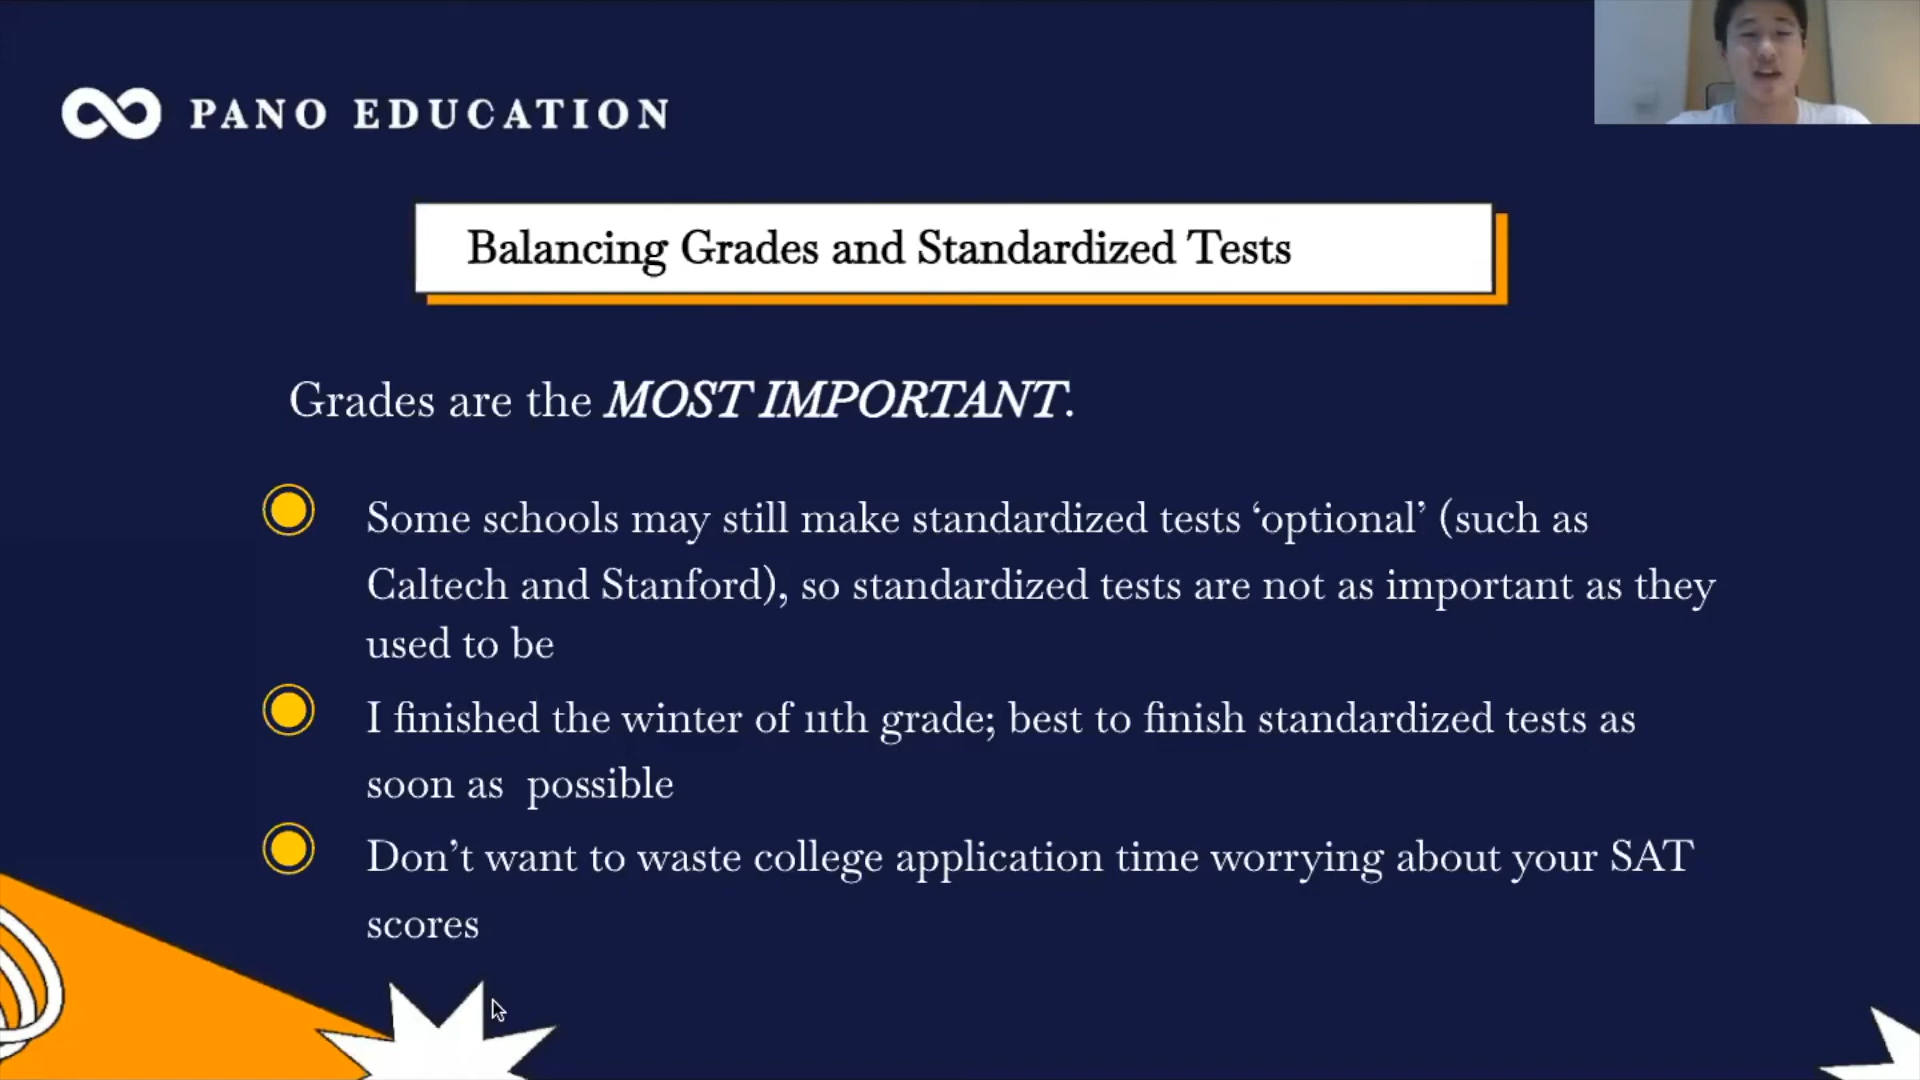 PANO EDUCATION
Balancing Grades and Standardized Tests
Grades are the MOST IMPORTANT.
Some schools may still make standardized tests ‘optional’ (such as
Caltech and Stanford), so standardized tests are not as important as they
used to be
I finished the winter of 11th grade; best to finish standardized tests as
soon as  possible
Don’t want to waste college application time worrying about your SAT
scores